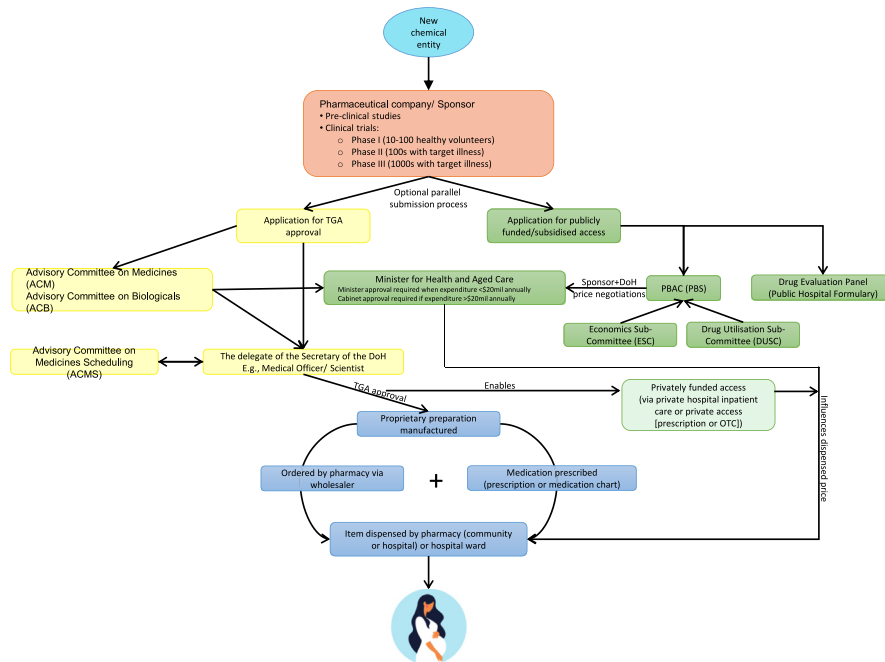 New
chemical
entity
Pharmaceutical company/ Sponsor
• Pre-clinical studies
• Clinical trials:
o Phase I (10-100 healthy volunteers)
o Phase II (100s with target illness)
o Phase III (1000s with target illness)
Optional parallel
submission process
Application for TGA
approval
Application for publicly
funded/subsidised access
Advisory Committee on Medicines
(ACM)
Advisory Committee on Biologicals
(ACB)
Minister for Health and Aged Care
Minister approval required when expenditure <$20mil annually
Cabinet approval required if expenditure >$20mil annually
Sponsor+DoH
price negotiations
PBAC (PBS)
Drug Evaluation Panel
(Public Hospital Formulary)
Economics Sub-
Committee (ESC)
Drug Utilisation Sub-
Committee (DUSC)
Advisory Committee on
Medicines Scheduling
(ACMS)
The delegate of the Secretary of the DoH
E.g., Medical Officer/ Scientist
TGA approval
Enables
Privately funded access
(via private hospital inpatient
care or private access
[prescription or OTC])
Influences dispensed
price
Proprietary preparation
manufactured
Ordered by pharmacy via
wholesaler
+
Medication prescribed
(prescription or medication chart)
Item dispensed by pharmacy (community
or hospital) or hospital ward